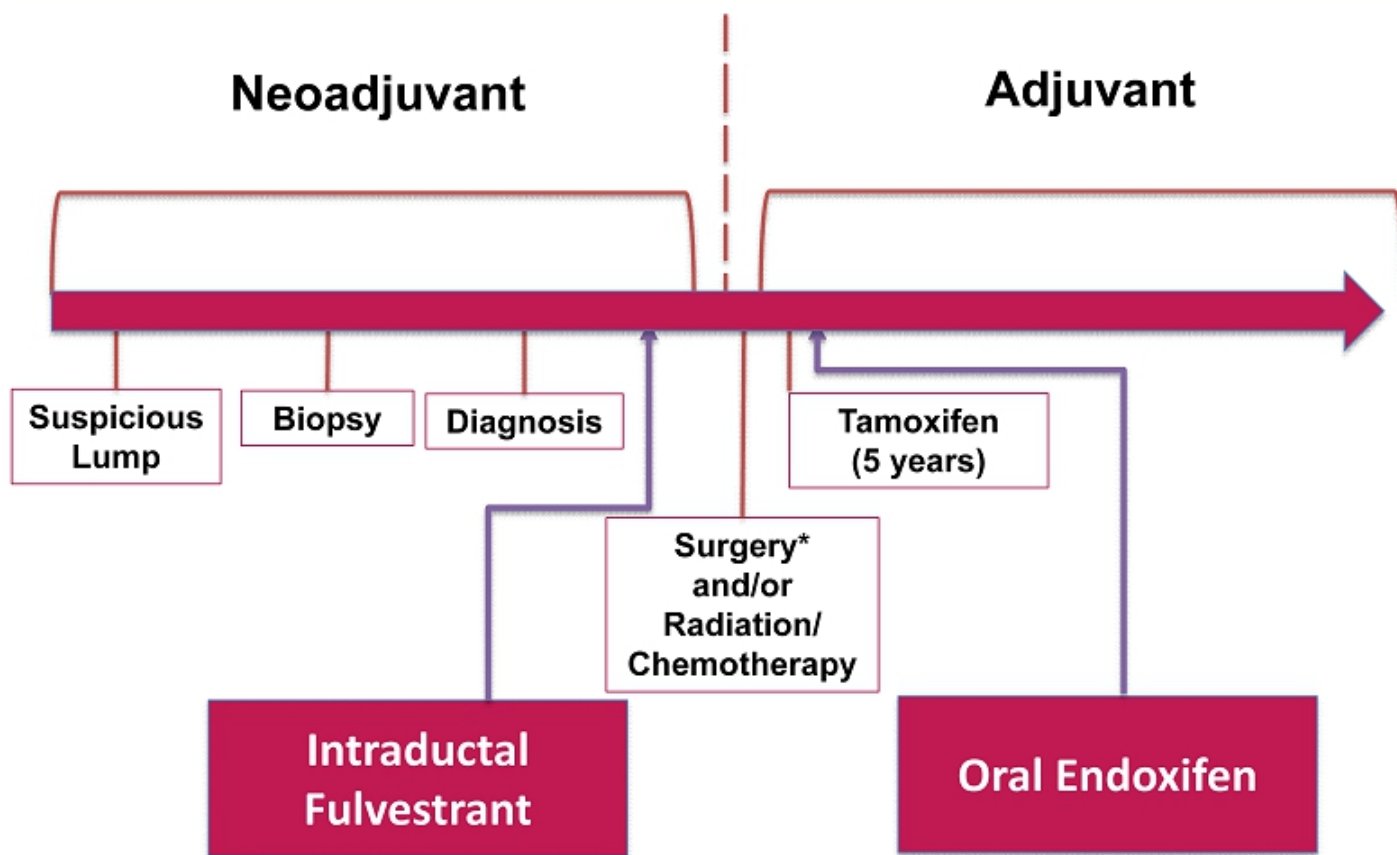 Neoadjuvant
Adjuvant
Suspicious
Lump
Biopsy
Diagnosis
Tamoxifen
(5 years)
Surgery*
and/or
Radiation/
Chemotherapy
Intraductal
Fulvestrant
Oral Endoxifen